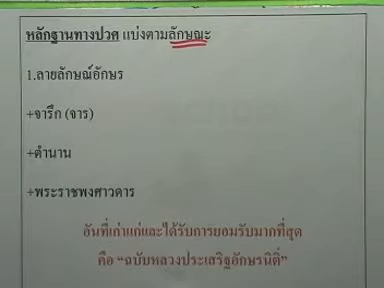 หลักฐานทางปวศ แบ่งตามลักษณะ
1.ลายลักษณ์อักษร
+จารึก (จาร)
+ตำนาน
+พระราชพงศาวดาร
อันที่เก่าแก่และได้รับการยอมรับมากที่สุด
คือ “ฉบับหลวงประเสริฐอักษรนิติ์”